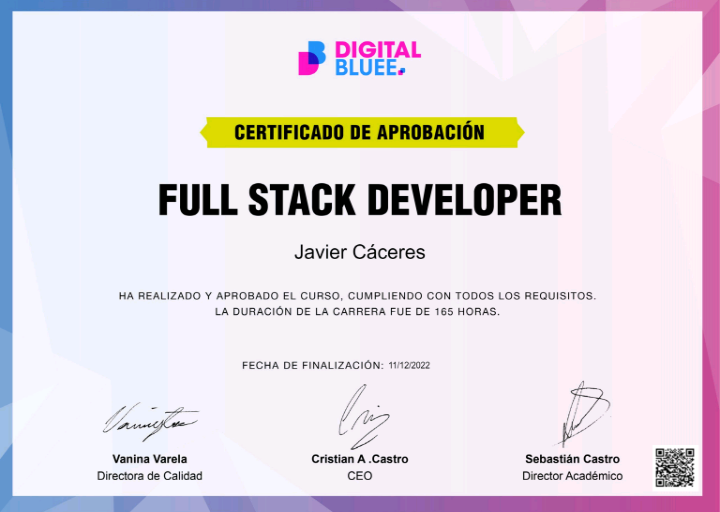 DIGITAL
BLUEE.
CERTIFICADO DE APROBACIÓN
FULL STACK DEVELOPER
Javier Cáceres
HA REALIZADO Y APROBADO EL CURSO, CUMPLIENDO CON TODOS LOS REQUISITOS.
LA DURACIÓN DE LA CARRERA FUE DE 165 HORAS.
FECHA DE FINALIZACIÓN: 11/12/2022
Vanina Varela
Cristian A .Castro
Sebastián Castro
Directora de Calidad
CEO
Director Académico